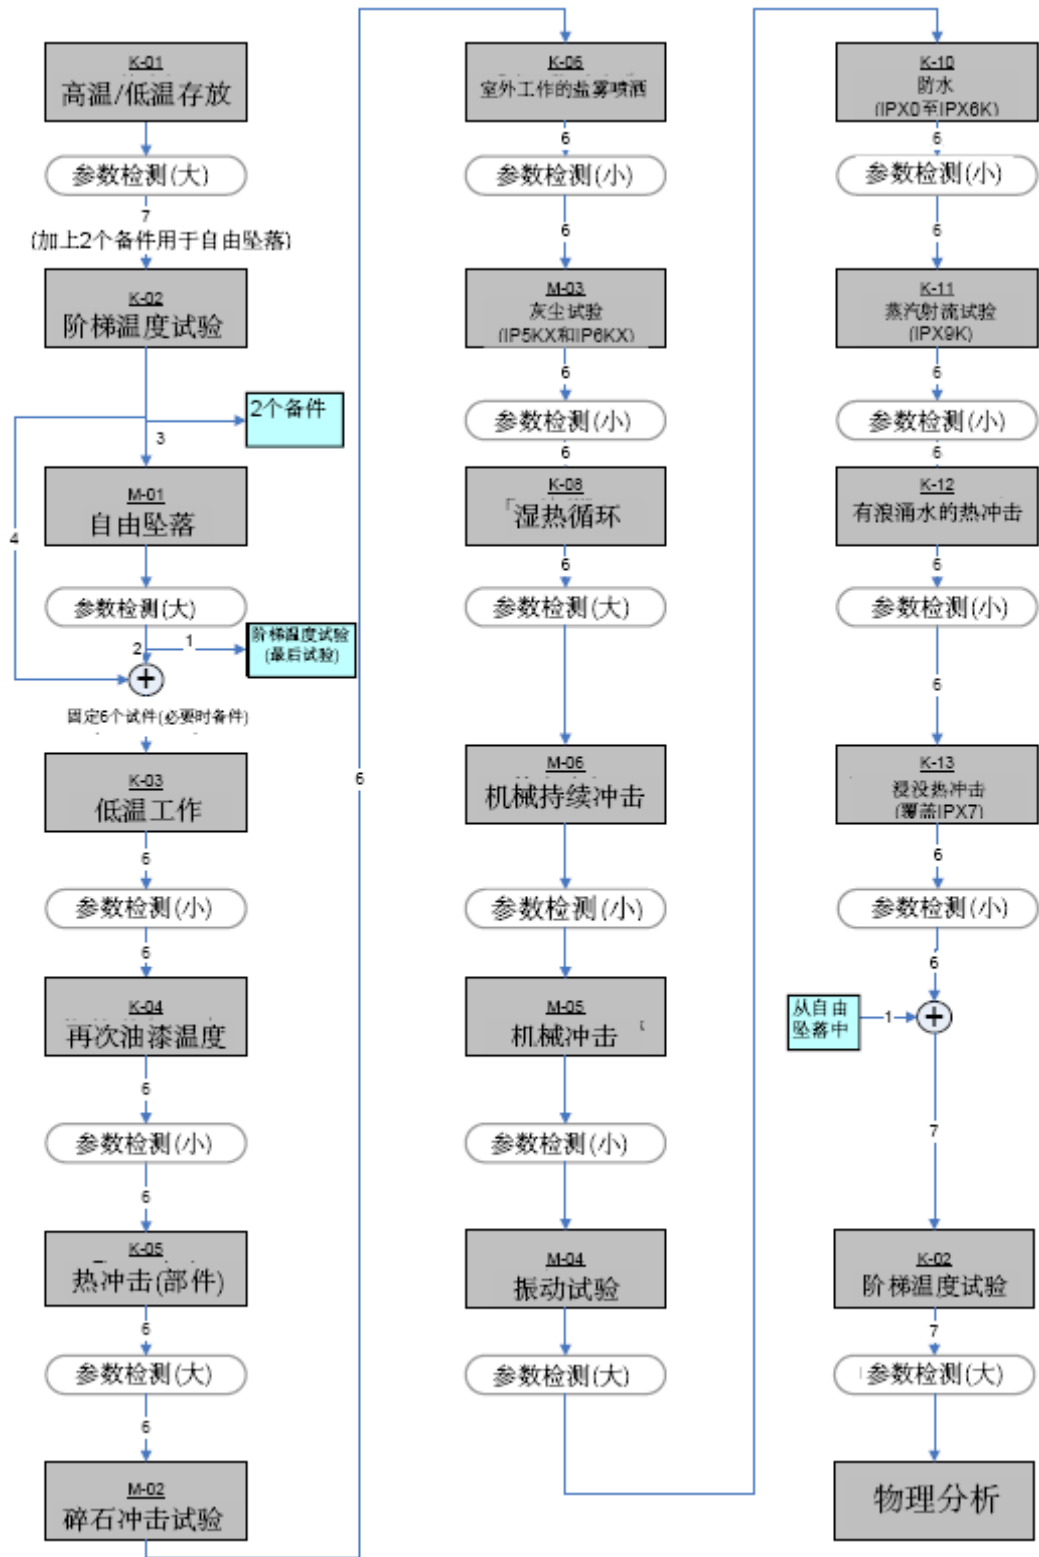 K-01
高温/低温存放
参数检测(大)
7
(加上2个备件用于自由坠落)
K-02
阶梯温度试验
2个备件
3
M-01
自由坠落
4
参数检测(大)
2
1
阶梯温度试验
(最后试验)
+
固定6个试件(必要时备件)
K-03
低温工作
6
参数检测(小)
6
K-04
再次油漆温度
6
参数检测(小)
6
K-05
热冲击(部件)
6
参数检测(大)
6
M-02
碎石冲击试验
6
K-06
室外工作的盐雾喷洒
6
参数检测(小)
6
M-03
灰尘试验
(IP5KX和IP6KX)
6
参数检测(小)
6
K-08
湿热循环
6
参数检测(大)
M-06
机械持续冲击
参数检测(小)
M-05
机械冲击
参数检测(小)
M-04
振动试验
参数检测(大)
K-10
防水
(IPX0至IPX6K)
6
参数检测(小)
6
K-11
蒸汽射流试验
(IPX9K)
6
参数检测(小)
6
K-12
有浪涌水的热冲击
6
参数检测(小)
6
K-13
浸没热冲击
(覆盖IPX7)
6
参数检测(小)
6
从自由
坠落中
1
+
7
K-02
阶梯温度试验
7
参数检测(大)
物理分析